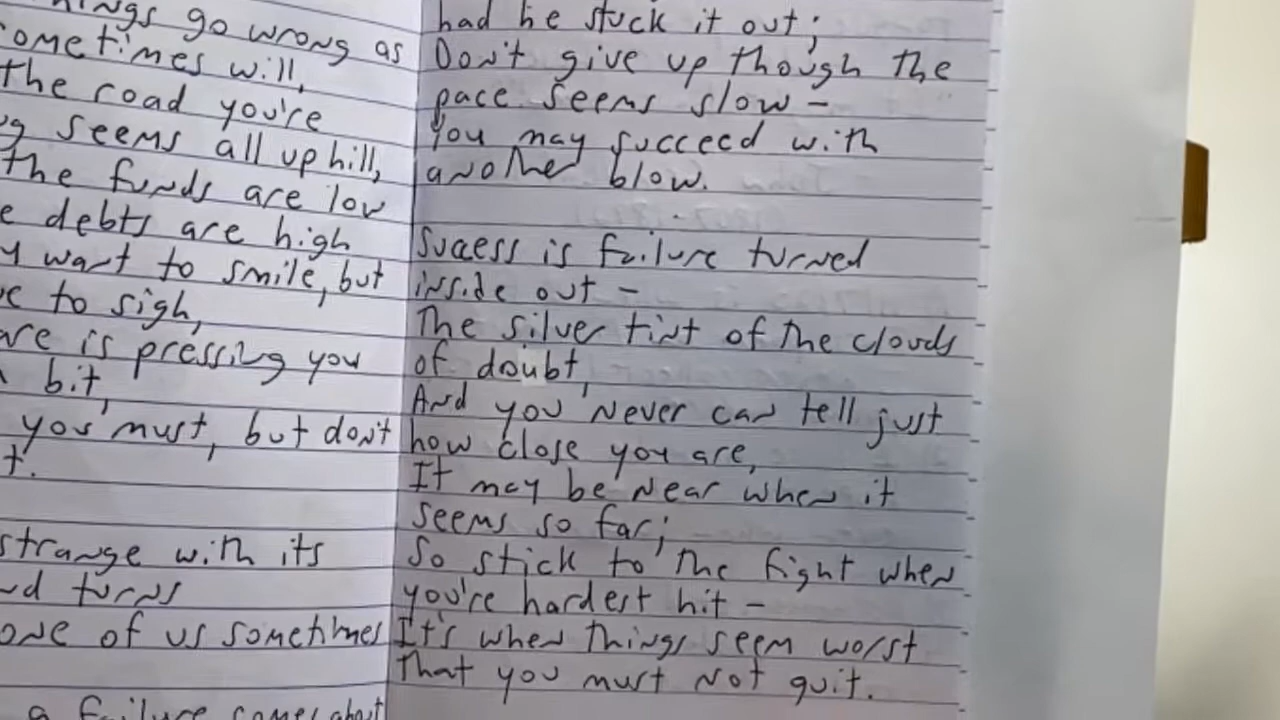 things go wrong as
sometimes will,
the road you're
seems all uphill,
the funds are low
debts are high
want to smile, but
to sigh,
is pressing you
bit,
you must, but don't
strange with its
turns
one of us sometimes
a failure comes about
had he stuck it out;
Don't give up though the
pace seems slow -
You may succeed with
another blow.
Success is failure turned
inside out -
The silver tint of the clouds
of doubt,
And you never can tell just
how close you are,
It may be near when it
seems so far;
So stick to the fight when
you're hardest hit -
It's when things seem worst
that you must not quit.